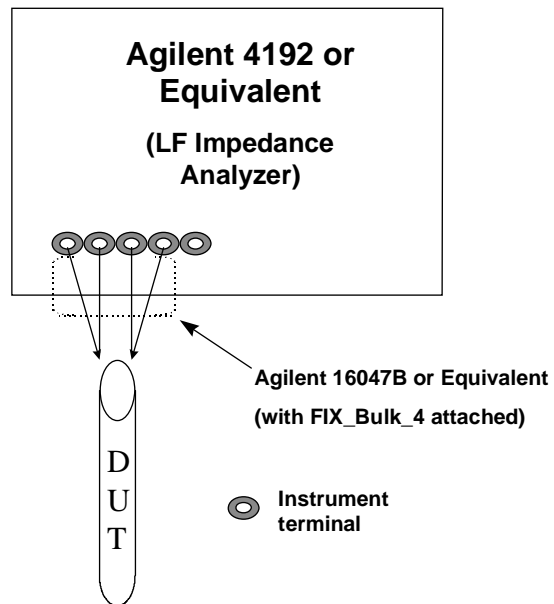 Agilent 4192 or
Equivalent
(LF Impedance
Analyzer)
Agilent 16047B or Equivalent
(with FIX_Bulk_4 attached)
D
U
T
Instrument
terminal